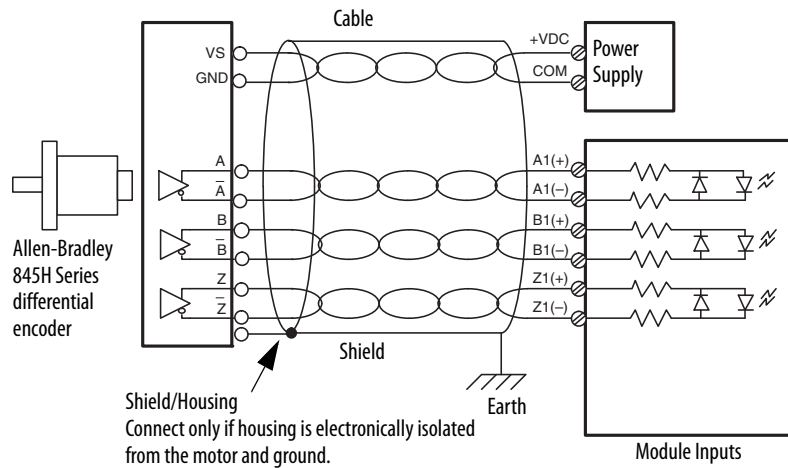 Cable
VS
GND
+VDC
COM
Power
Supply
A
A̅
B
B̅
Z
Z̅
A1(+)
A1(–)
B1(+)
B1(–)
Z1(+)
Z1(–)
Allen-Bradley
845H Series
differential
encoder
Shield
Earth
Shield/Housing
Connect only if housing is electronically isolated
from the motor and ground.
Module Inputs